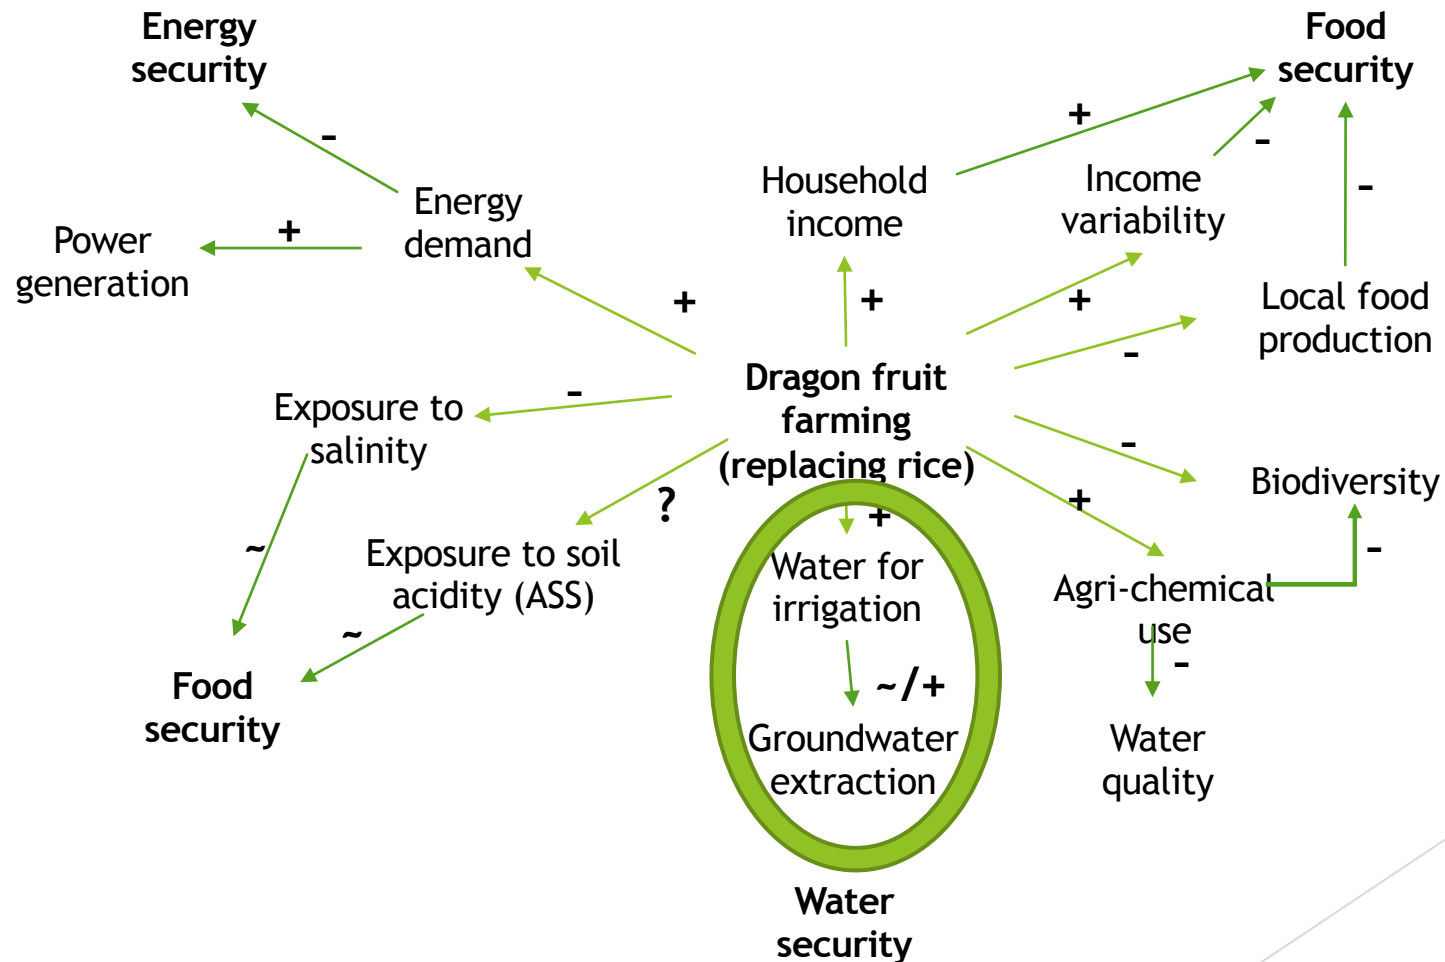 Energy
security
-
Energy
demand
+
Power
generation
+
Food
security
+
-
-
Household
income
Income
variability
+
+
Local food
production
-
Dragon fruit
farming
(replacing rice)
-
Exposure to
salinity
~
?
Exposure to soil
acidity (ASS)
~
Food
security
+
Water for
irrigation
~/+
Groundwater
extraction
Water
security
-
Biodiversity
+
-
Agri-chemical
use
-
Water
quality